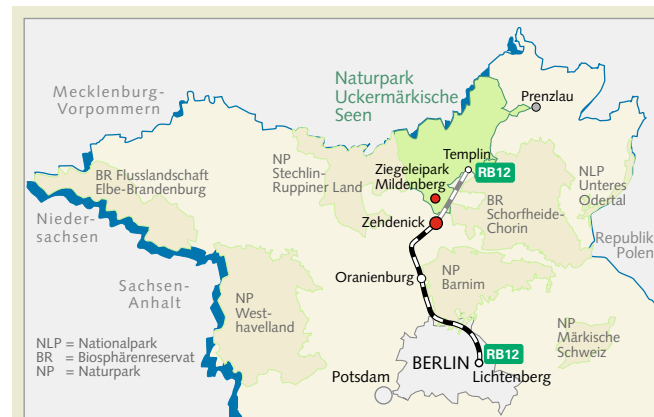 Mecklenburg-
Vorpommern
Naturpark
Uckermärkische
Seen
Prenzlau
Templin
RB12
NP
Stechlin-
Ruppiner Land
Ziegeleipark
Mildenberg
BR Flusslandschaft
Elbe-Brandenburg
NLP
Unteres
Odertal
BR
Schorfheide-
Chorin
Nieder-
sachsen
Zehdenick
Republik
Polen
Sachsen-
Anhalt
Oranienburg
NP
Barnim
NP
West-
havelland
NP
Märkische
Schweiz
NLP = Nationalpark
BR = Biosphärenreservat
NP = Naturpark
BERLIN
RB12
Lichtenberg
Potsdam